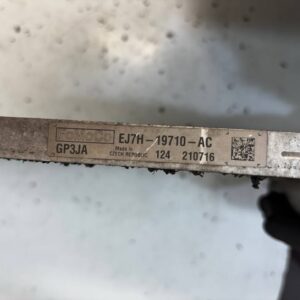 EJ7H-19710-AC
GP3JA Made in CZECH REPUBLIC 124 210716